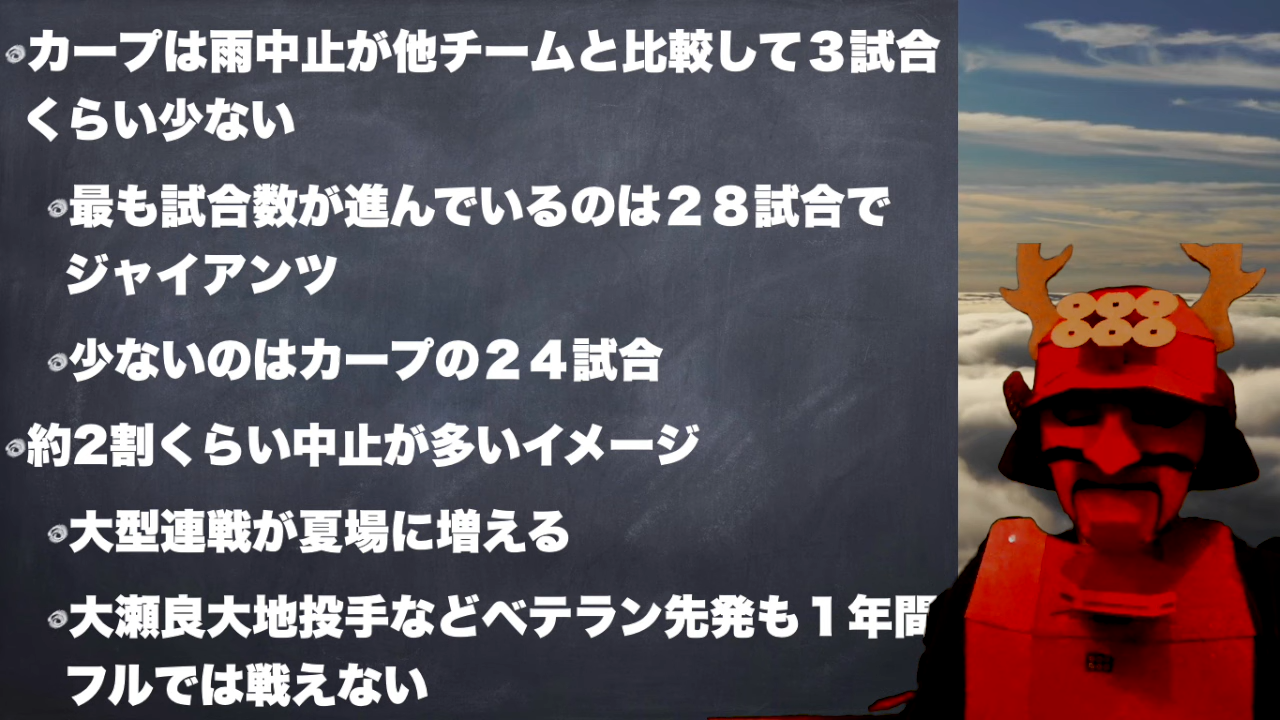 カープは雨中止が他チームと比較して３試合
くらい少ない
最も試合数が進んでいるのは２８試合で
ジャイアンツ
少ないのはカープの２４試合
約2割くらい中止が多いイメージ
大型連戦が夏場に増える
大瀬良大地投手などベテラン先発も１年間
フルでは戦えない